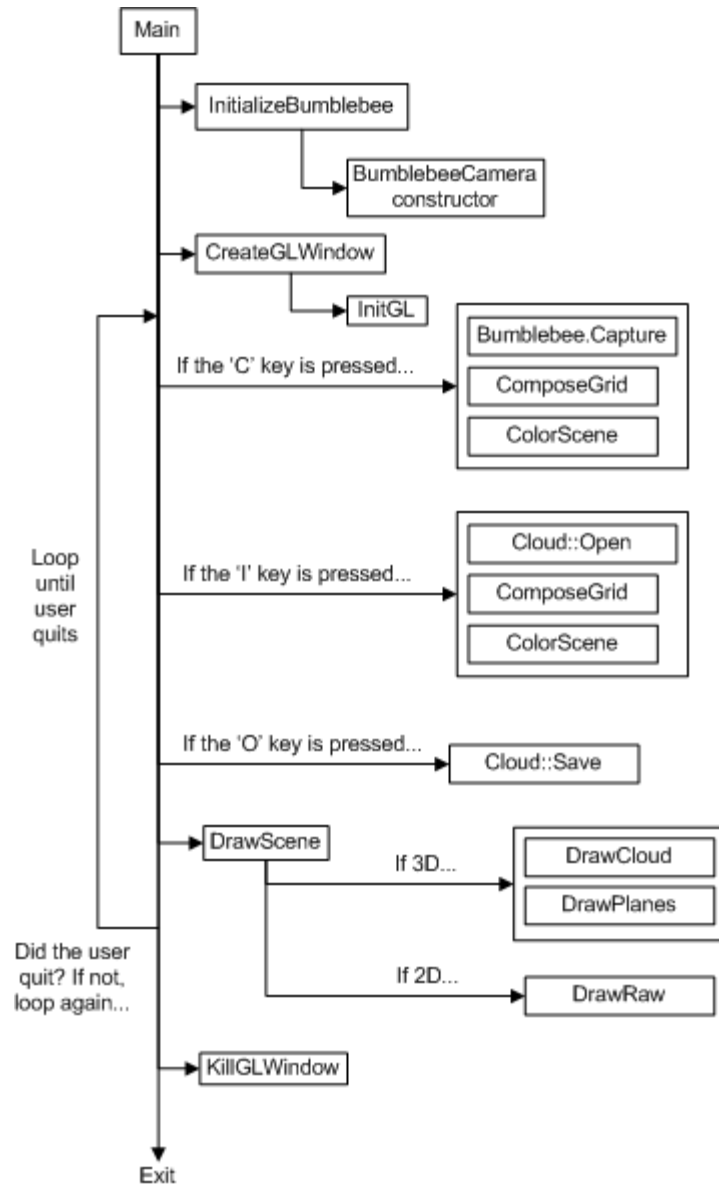 Main
InitializeBumblebee
BumblebeeCamera
constructor
CreateGLWindow
InitGL
If the 'C' key is pressed...
Bumblebee.Capture
ComposeGrid
ColorScene
Loop
until
user
quits
If the 'I' key is pressed...
Cloud::Open
ComposeGrid
ColorScene
If the 'O' key is pressed...
Cloud::Save
DrawScene
If 3D...
DrawCloud
DrawPlanes
Did the user
quit? If not,
loop again...
If 2D...
DrawRaw
KillGLWindow
Exit